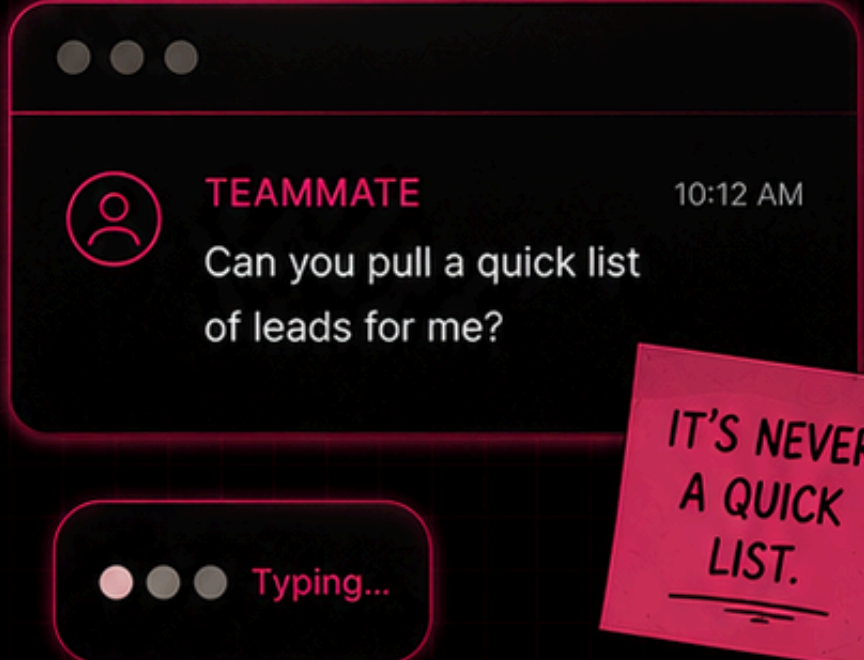 TEAMMATE
10:12 AM
Can you pull a quick list
of leads for me?
IT'S NEVER
A QUICK
LIST.
Typing...